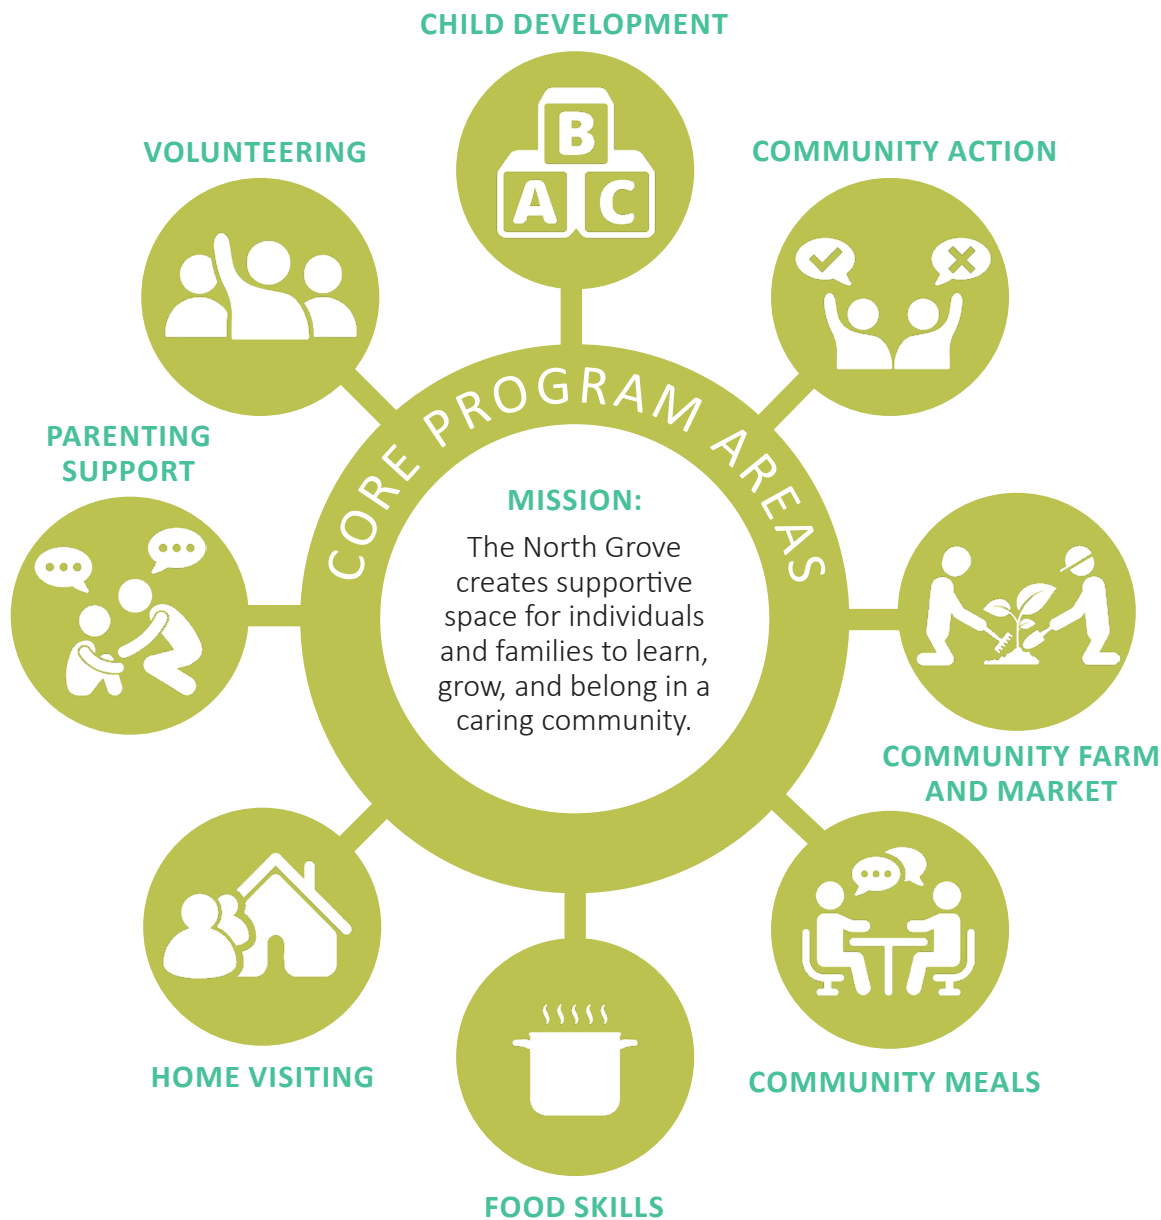 CHILD DEVELOPMENT
B
A C
VOLUNTEERING
COMMUNITY ACTION
PARENTING
SUPPORT
CORE PROGRAM AREAS
MISSION:
The North Grove
creates supportive
space for individuals
and families to learn,
grow, and belong in a
caring community.
COMMUNITY FARM
AND MARKET
HOME VISITING
COMMUNITY MEALS
FOOD SKILLS